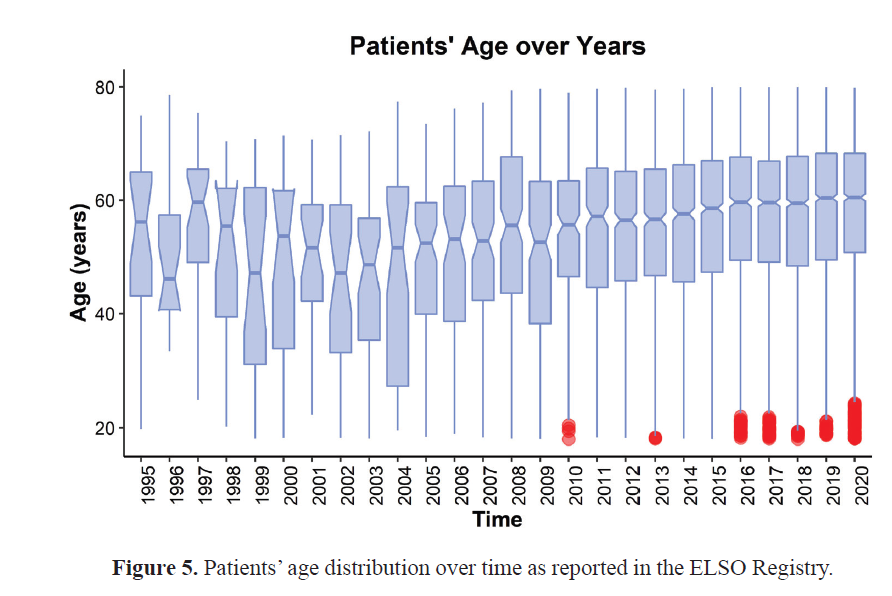 Patients' Age over Years
80
60
40
20
Age (years)
1995 1996 1997 1998 1999 2000 2001 2002 2003 2004 2005 2006 2007 2008 2009 2010 2011 2012 2013 2014 2015 2016 2017 2018 2019 2020
Time
Figure 5. Patients’ age distribution over time as reported in the ELSO Registry.